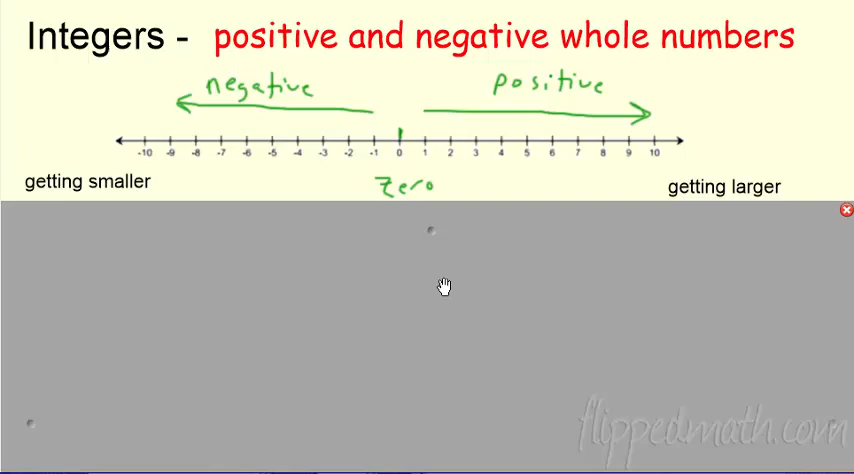 Integers - positive and negative whole numbers
negative positive
-10 -9 -8 -7 -6 -5 -4 -3 -2 -1 0 1 2 3 4 5 6 7 8 9 10
getting smaller zero getting larger
flippedmath.com